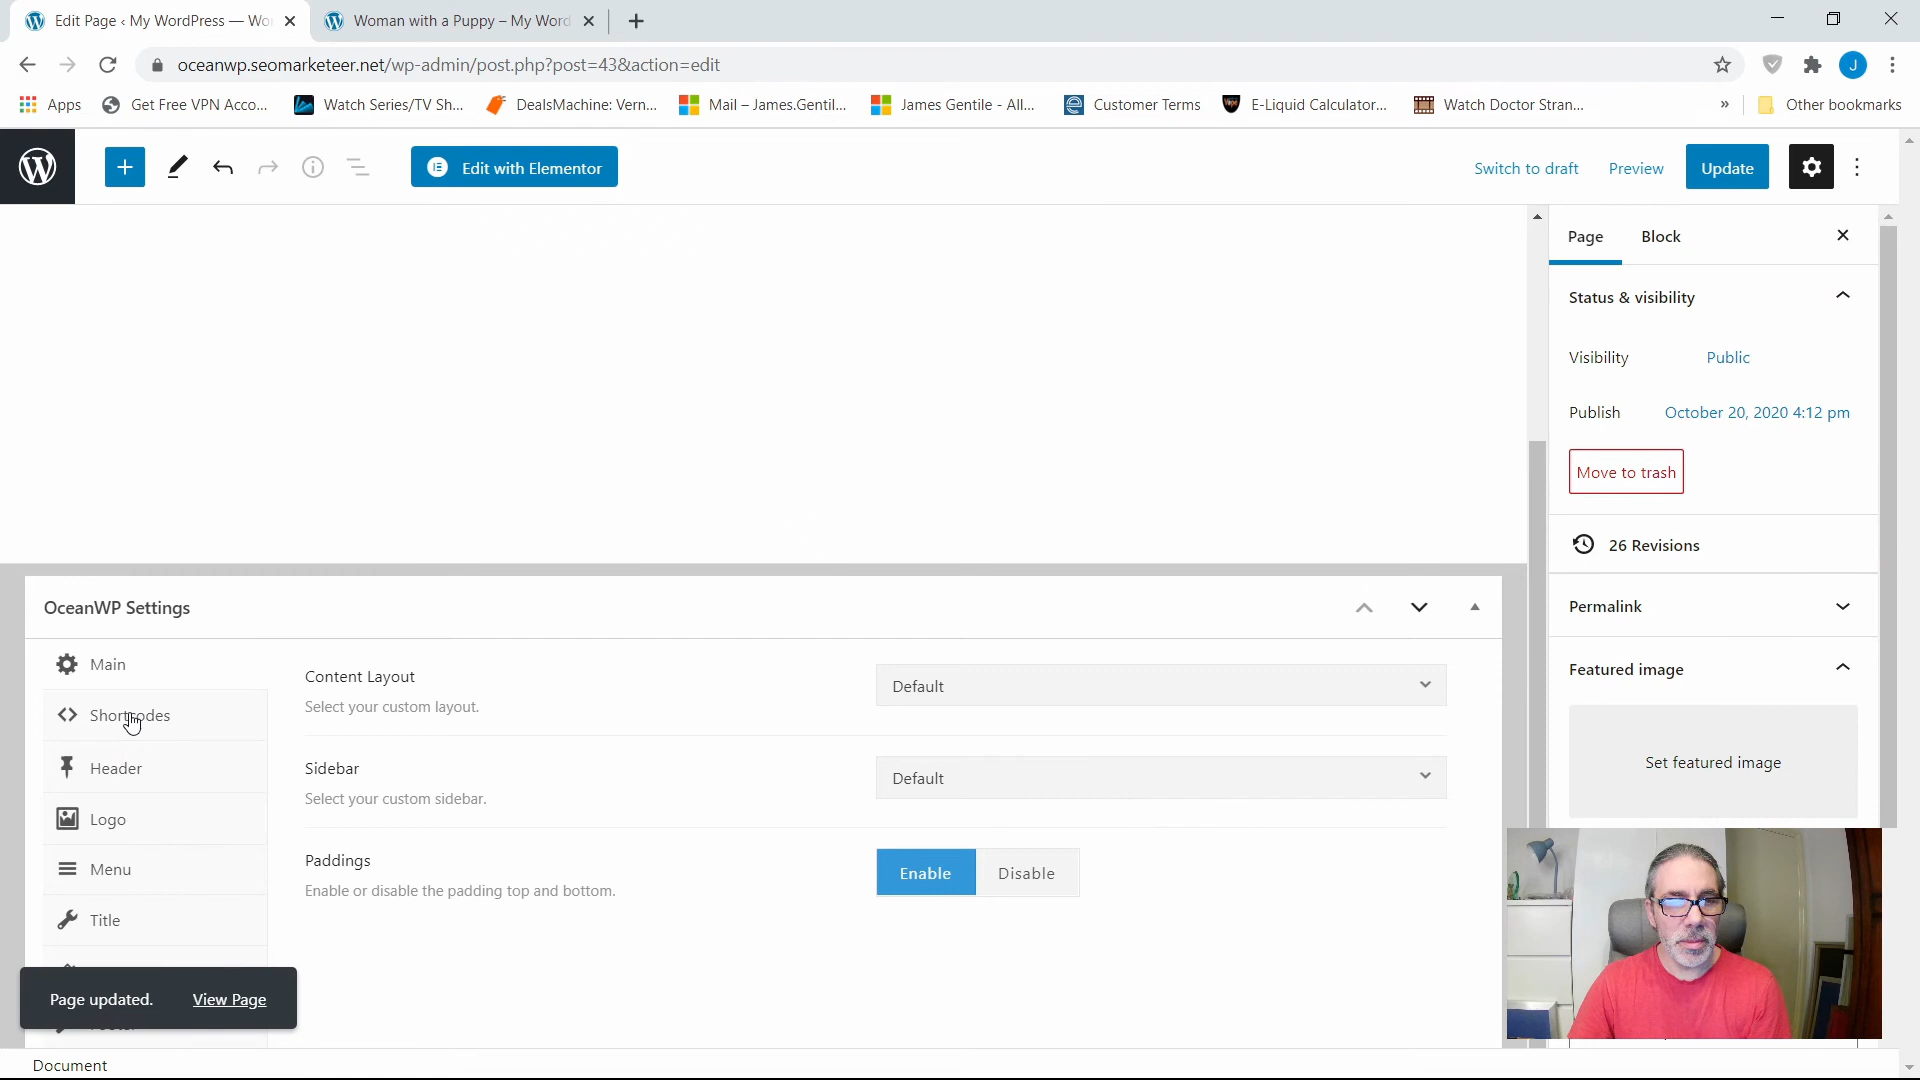 Edit Page ‹ My WordPress — Wo
Woman with a Puppy – My Word
oceanwp.seomarketeer.net/wp-admin/post.php?post=43&action=edit
J
Apps
Get Free VPN Acco...
Watch Series/TV Sh...
DealsMachine: Vern...
Mail – James.Gentil...
James Gentile - All...
Customer Terms
E-Liquid Calculator...
Watch Doctor Stran...
»
Other bookmarks
Edit with Elementor
Switch to draft
Preview
Update
Page
Block
Status & visibility
Visibility
Public
Publish
October 20, 2020 4:12 pm
Move to trash
26 Revisions
Permalink
Featured image
Set featured image
OceanWP Settings
Main
Shortcodes
Header
Logo
Menu
Title
Content Layout
Select your custom layout.
Default
Sidebar
Select your custom sidebar.
Default
Paddings
Enable or disable the padding top and bottom.
Enable
Disable
Page updated.
View Page
Document